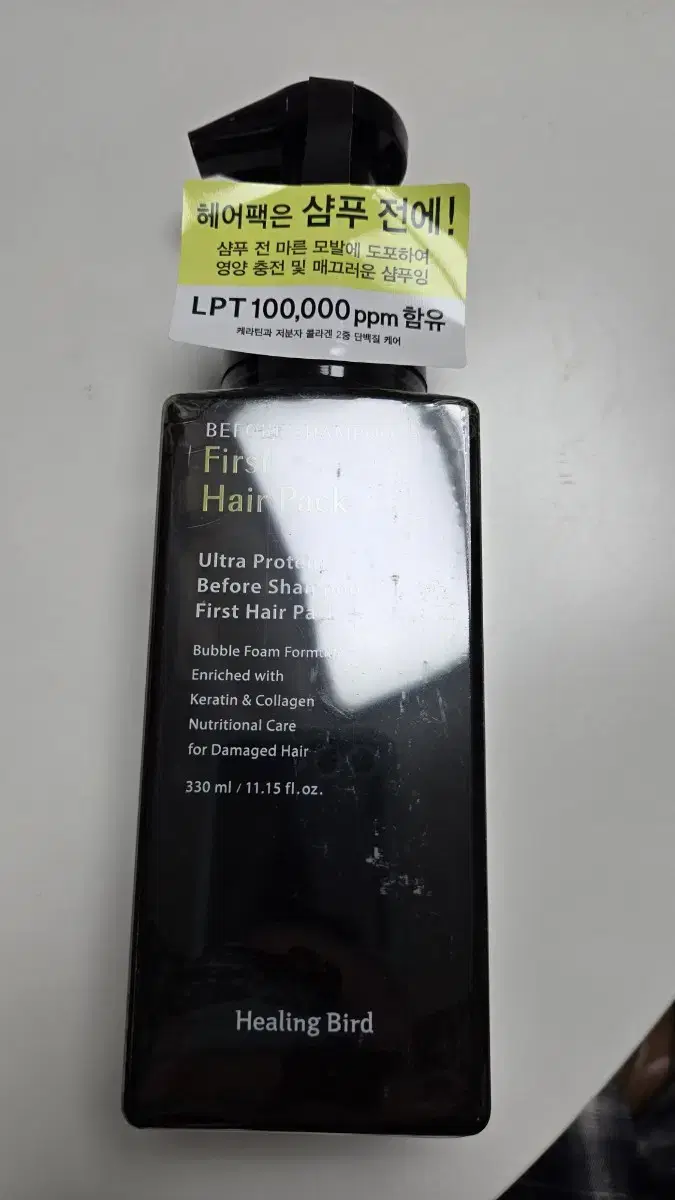 헤어팩은 샴푸 전에!
샴푸 전 마른 모발에 도포하여
영양 충전 및 매끄러운 샴푸잉
LPT 100,000 ppm 함유
케라틴과 저분자 콜라겐 2중 단백질 케어
BEFORE SHAMPOO
First
Hair Pack
Ultra Protein
Before Shampoo
First Hair Pack
Bubble Foam Formula
Enriched with
Keratin & Collagen
Nutritional Care
for Damaged Hair
330 ml / 11.15 fl.oz.
Healing Bird